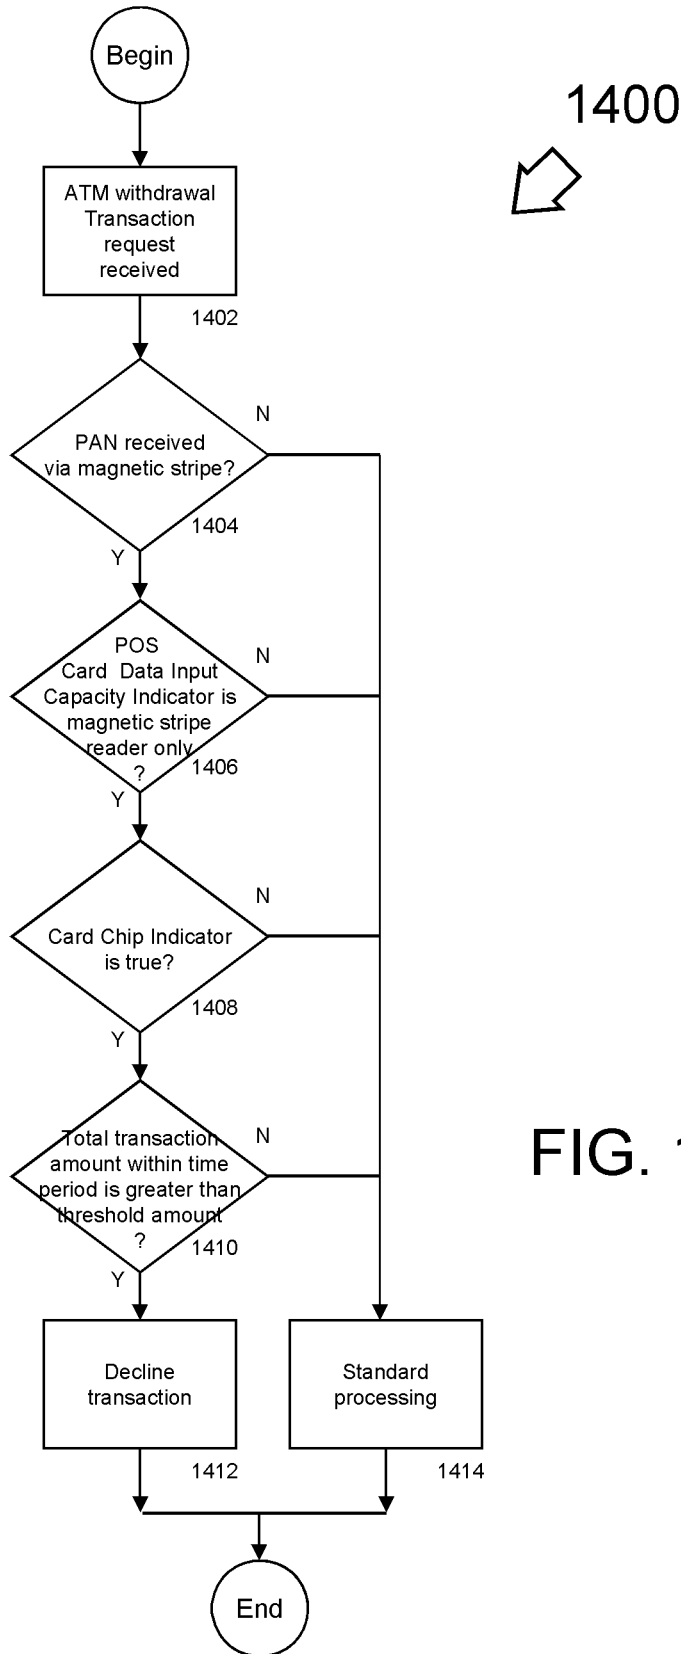 Begin
1400
ATM withdrawal
Transaction
request
received
1402
N
PAN received
via magnetic stripe?
1404
Y
POS
N
Card Data Input
Capacity Indicator is
magnetic stripe
reader only
?
1406
Y
N
Card Chip Indicator
is true?
1408
Y
N
Total transaction
amount within time
period is greater than
threshold amount
?
1410
Y
FIG.
Decline
transaction
1412
Standard
processing
1414
End